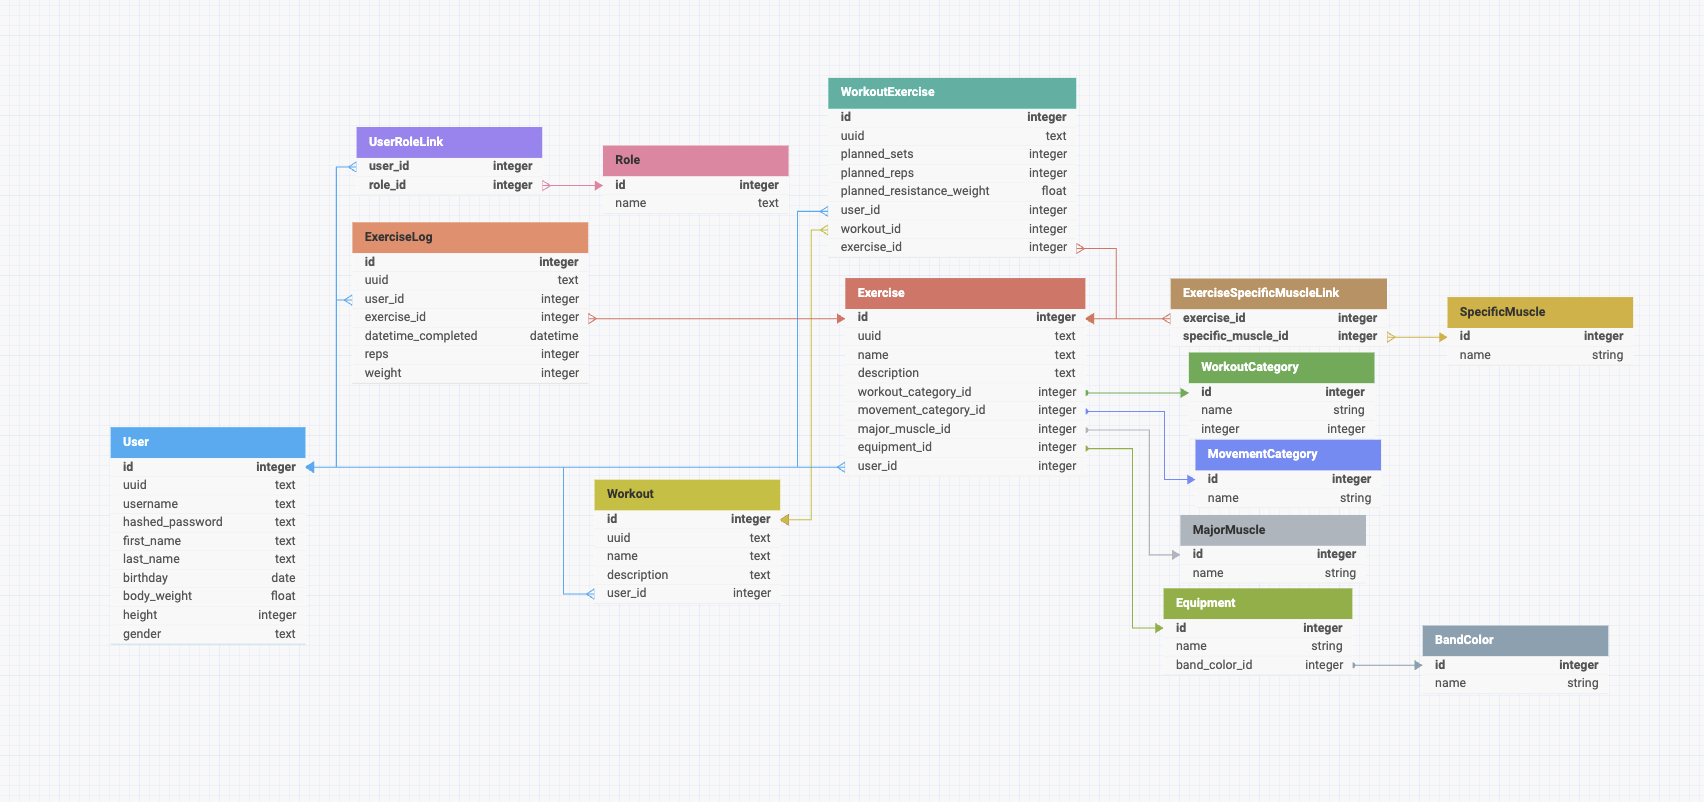 WorkoutExercise
id integer
uuid text
planned_sets integer
planned_reps integer
planned_resistance_weight float
user_id integer
workout_id integer
exercise_id integer
UserRoleLink
user_id integer
role_id integer
Role
id integer
name text
ExerciseLog
id integer
uuid text
user_id integer
exercise_id integer
datetime_completed datetime
reps integer
weight integer
Exercise
id integer
uuid text
name text
description text
workout_category_id integer
movement_category_id integer
major_muscle_id integer
equipment_id integer
user_id integer
ExerciseSpecificMuscleLink
exercise_id integer
specific_muscle_id integer
SpecificMuscle
id integer
name string
WorkoutCategory
id integer
name string
integer integer
MovementCategory
id integer
name string
User
id integer
uuid text
username text
hashed_password text
first_name text
last_name text
birthday date
body_weight float
height integer
gender text
Workout
id integer
uuid text
name text
description text
user_id integer
MajorMuscle
id integer
name string
Equipment
id integer
name string
band_color_id integer
BandColor
id integer
name string